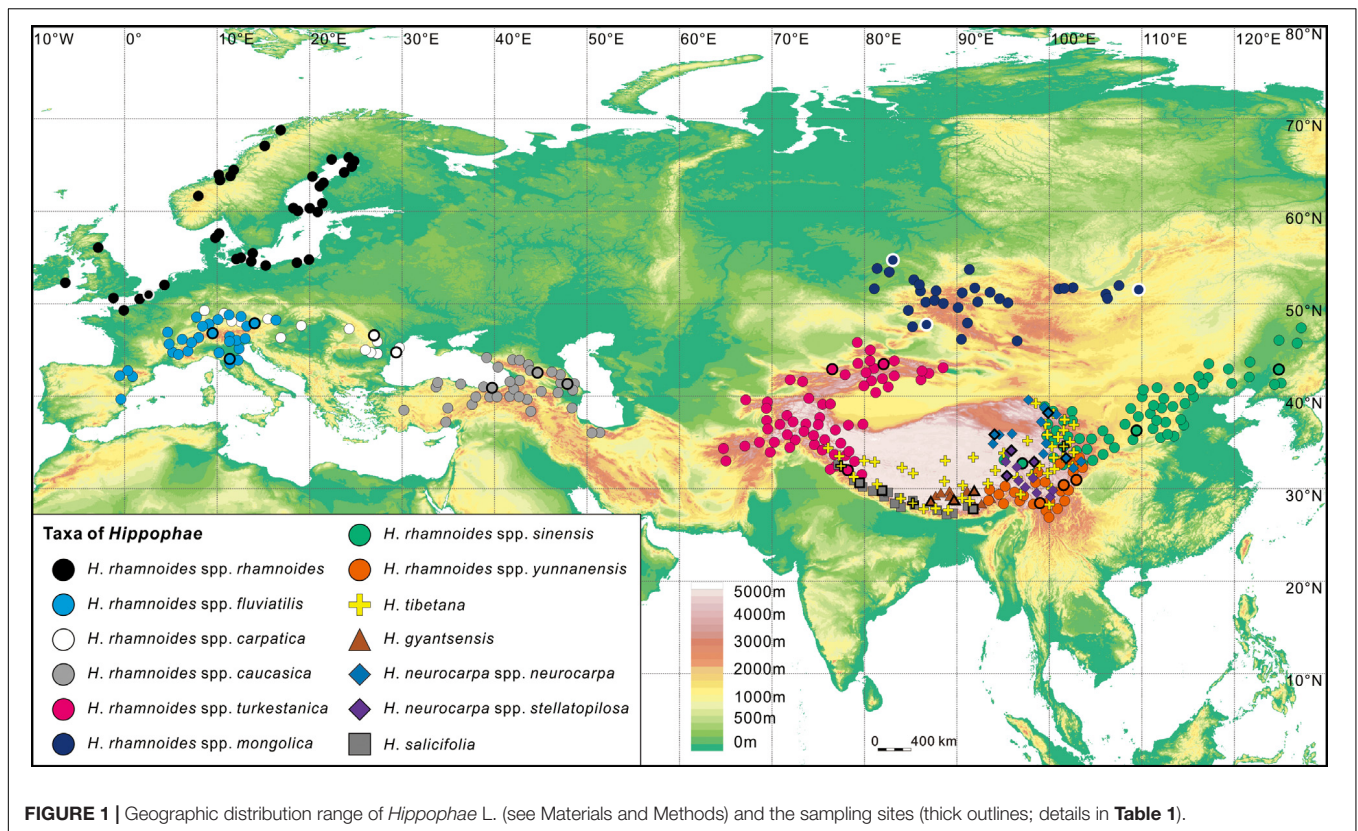 10°W 0° 10°E 20°E 30°E 40°E 50°E 60°E 70°E 80°E 90°E 100°E 110°E 120°E 80°N
70°N
60°N
50°N
40°N
30°N
20°N
10°N
Taxa of Hippophae
H. rhamnoides spp. rhamnoides
H. rhamnoides spp. fluviatilis
H. rhamnoides spp. carpatica
H. rhamnoides spp. caucasica
H. rhamnoides spp. turkestanica
H. rhamnoides spp. mongolica
H. rhamnoides spp. sinensis
H. rhamnoides spp. yunnanensis
H. tibetana
H. gyantsensis
H. neurocarpa spp. neurocarpa
H. neurocarpa spp. stellatopilosa
H. salicifolia
5000m
4000m
3000m
2000m
1000m
500m
0m
0 400 km
FIGURE 1 | Geographic distribution range of Hippophae L. (see Materials and Methods) and the sampling sites (thick outlines; details in Table 1).